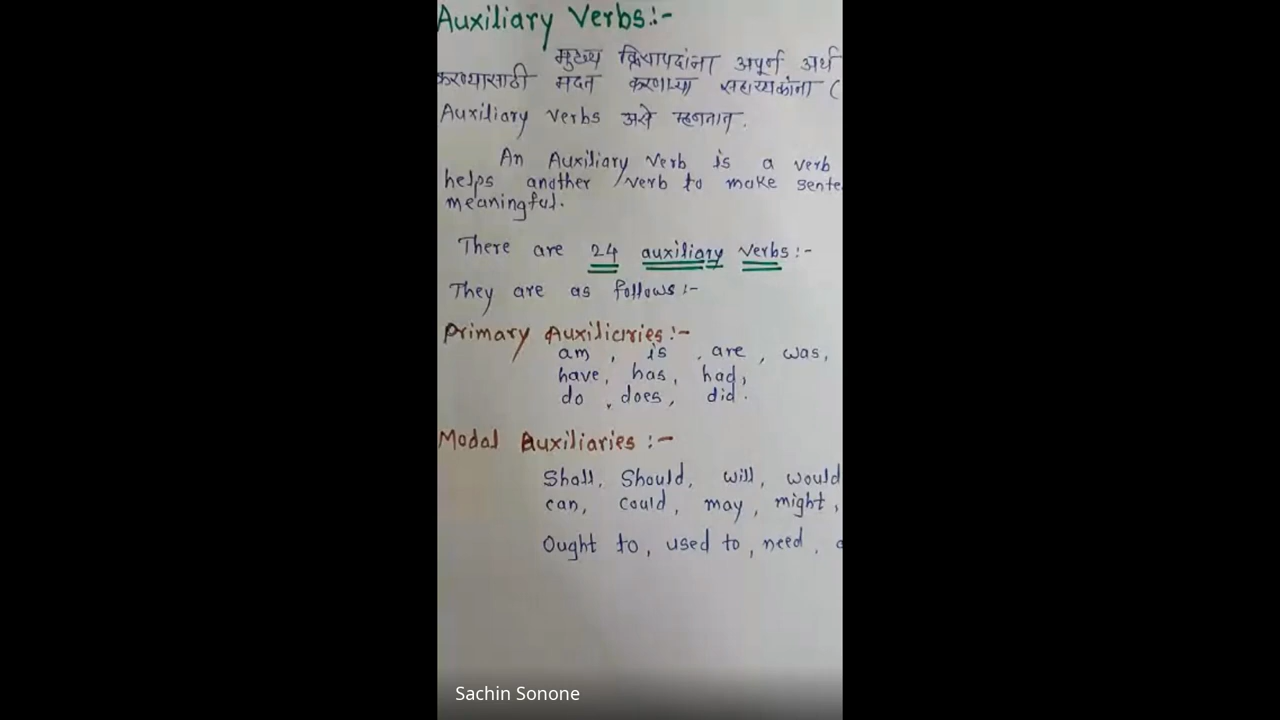 Auxiliary Verbs:-
मुख्य क्रियापदांना अपूर्ण अर्थ
करण्यासाठी मदत करणाऱ्या सहाय्यकांना (
Auxiliary verbs असे म्हणतात.
An Auxiliary verb is a verb
helps another verb to make sente
meaningful.
There are 24 auxiliary verbs:-
They are as follows:-
Primary Auxiliaries:-
am, is, are, was,
have, has, had,
do, does, did.
Modal Auxiliaries:-
Shall, Should, will, would
can, could, may, might,
Ought to, used to, need,
Sachin Sonone